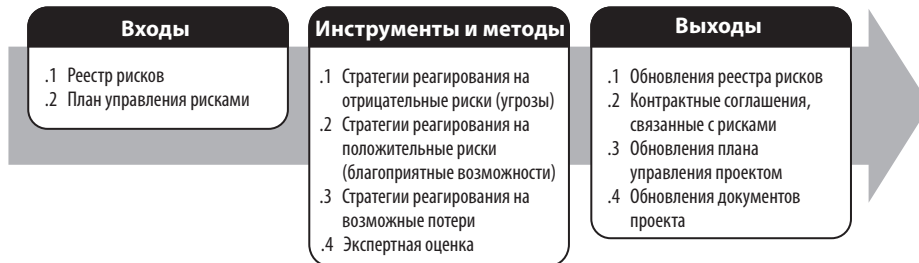 Входы
.1 Реестр рисков
.2 План управления рисками
Инструменты и методы
.1 Стратегии реагирования на
отрицательные риски (угрозы)
.2 Стратегии реагирования на
положительные риски
(благоприятные возможности)
.3 Стратегии реагирования на
возможные потери
.4 Экспертная оценка
Выходы
.1 Обновления реестра рисков
.2 Контрактные соглашения,
связанные с рисками
.3 Обновления плана
управления проектом
.4 Обновления документов
проекта